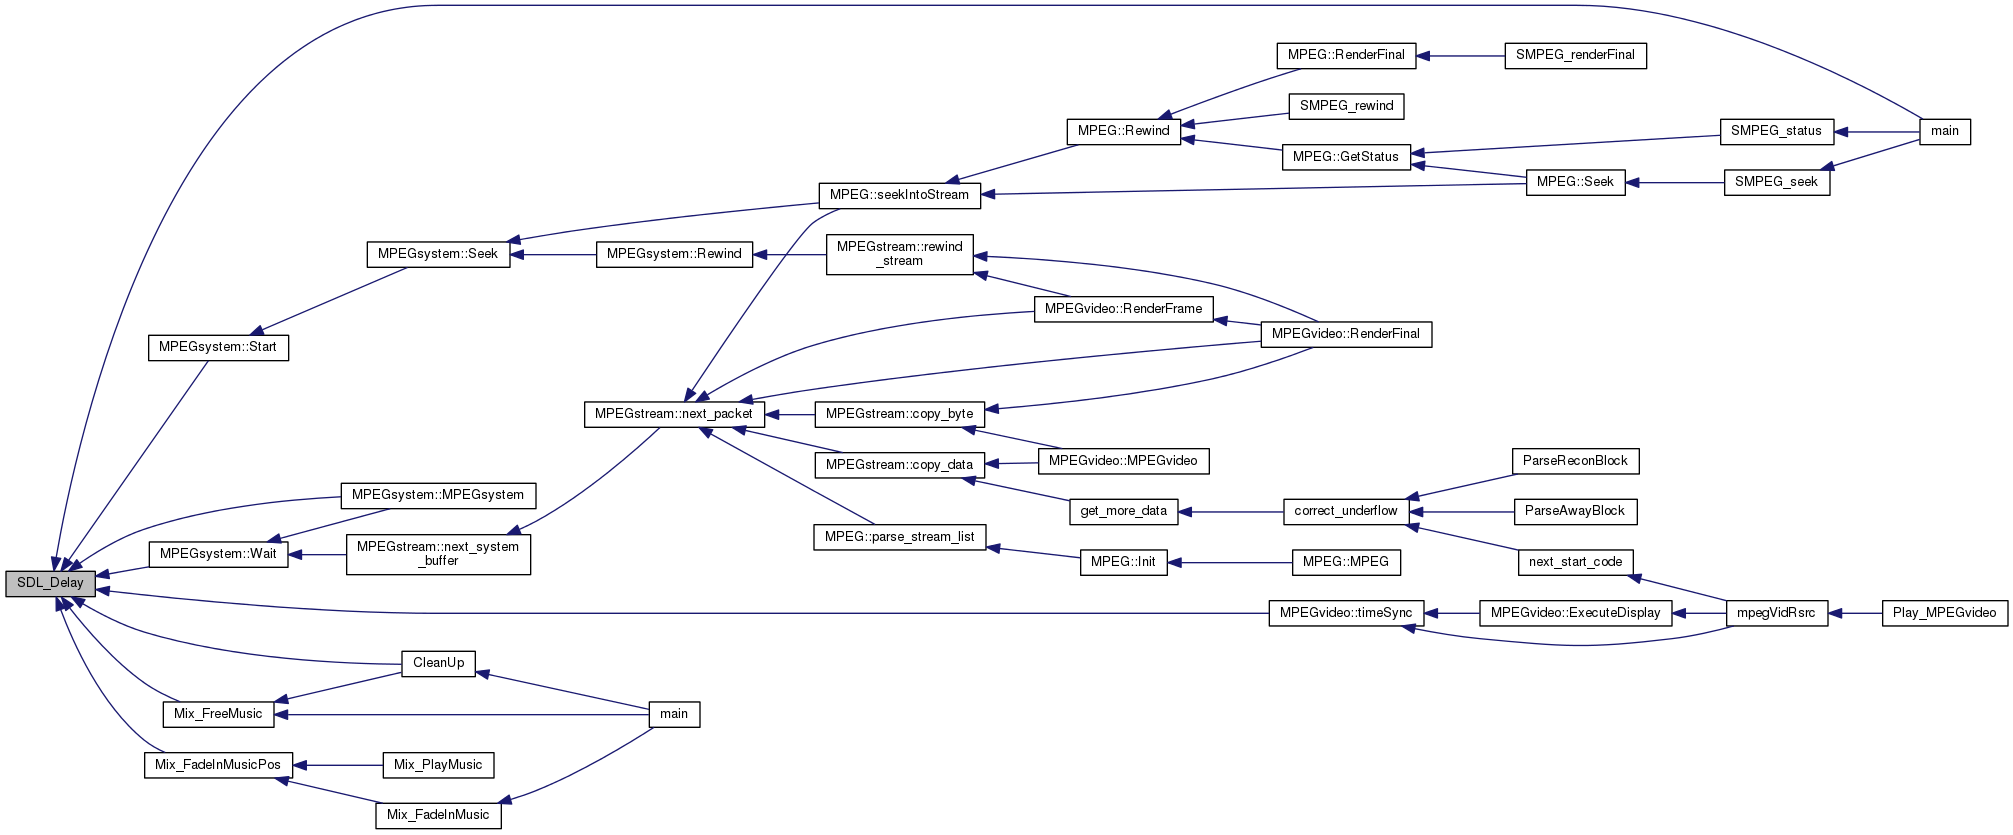 MPEG::RenderFinal
SMPEG_renderFinal
SMPEG_rewind
MPEG::Rewind
SMPEG_status
main
MPEG::GetStatus
MPEG::Seek
SMPEG_seek
MPEG::seekIntoStream
MPEGsystem::Seek
MPEGsystem::Rewind
MPEGstream::rewind
_stream
MPEGvideo::RenderFrame
MPEGvideo::RenderFinal
MPEGsystem::Start
MPEGstream::next_packet
MPEGstream::copy_byte
MPEGstream::copy_data
MPEGvideo::MPEGvideo
ParseReconBlock
MPEGsystem::MPEGsystem
get_more_data
correct_underflow
ParseAwayBlock
MPEG::parse_stream_list
MPEGsystem::Wait
MPEGstream::next_system
_buffer
MPEG::Init
MPEG::MPEG
next_start_code
SDL_Delay
MPEGvideo::timeSync
MPEGvideo::ExecuteDisplay
mpegVidRsrc
Play_MPEGvideo
CleanUp
Mix_FreeMusic
main
Mix_FadeInMusicPos
Mix_PlayMusic
Mix_FadeInMusic